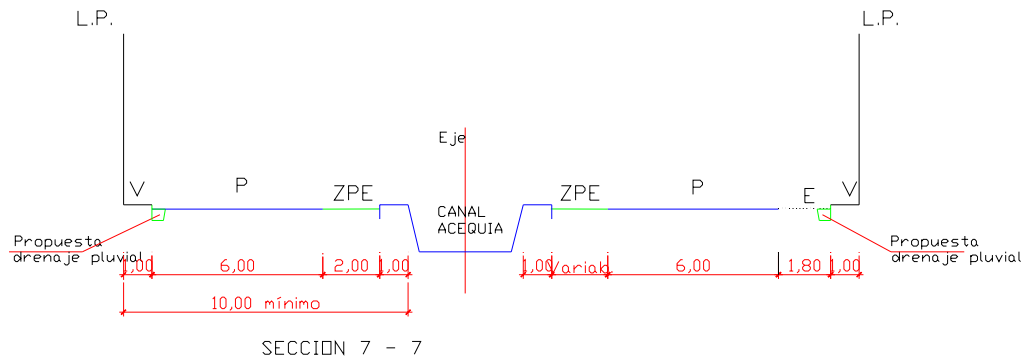 L.P.
L.P.
Eje
V
P
ZPE
ZPE
P
E
V
CANAL
ACEQUIA
Propuesta
drenaje pluvial
Propuesta
drenaje pluvial
1,00
6,00
2,00
1,00
1,00
Variab.
6,00
1,80
1,00
10,00 mínimo
SECCION 7 - 7